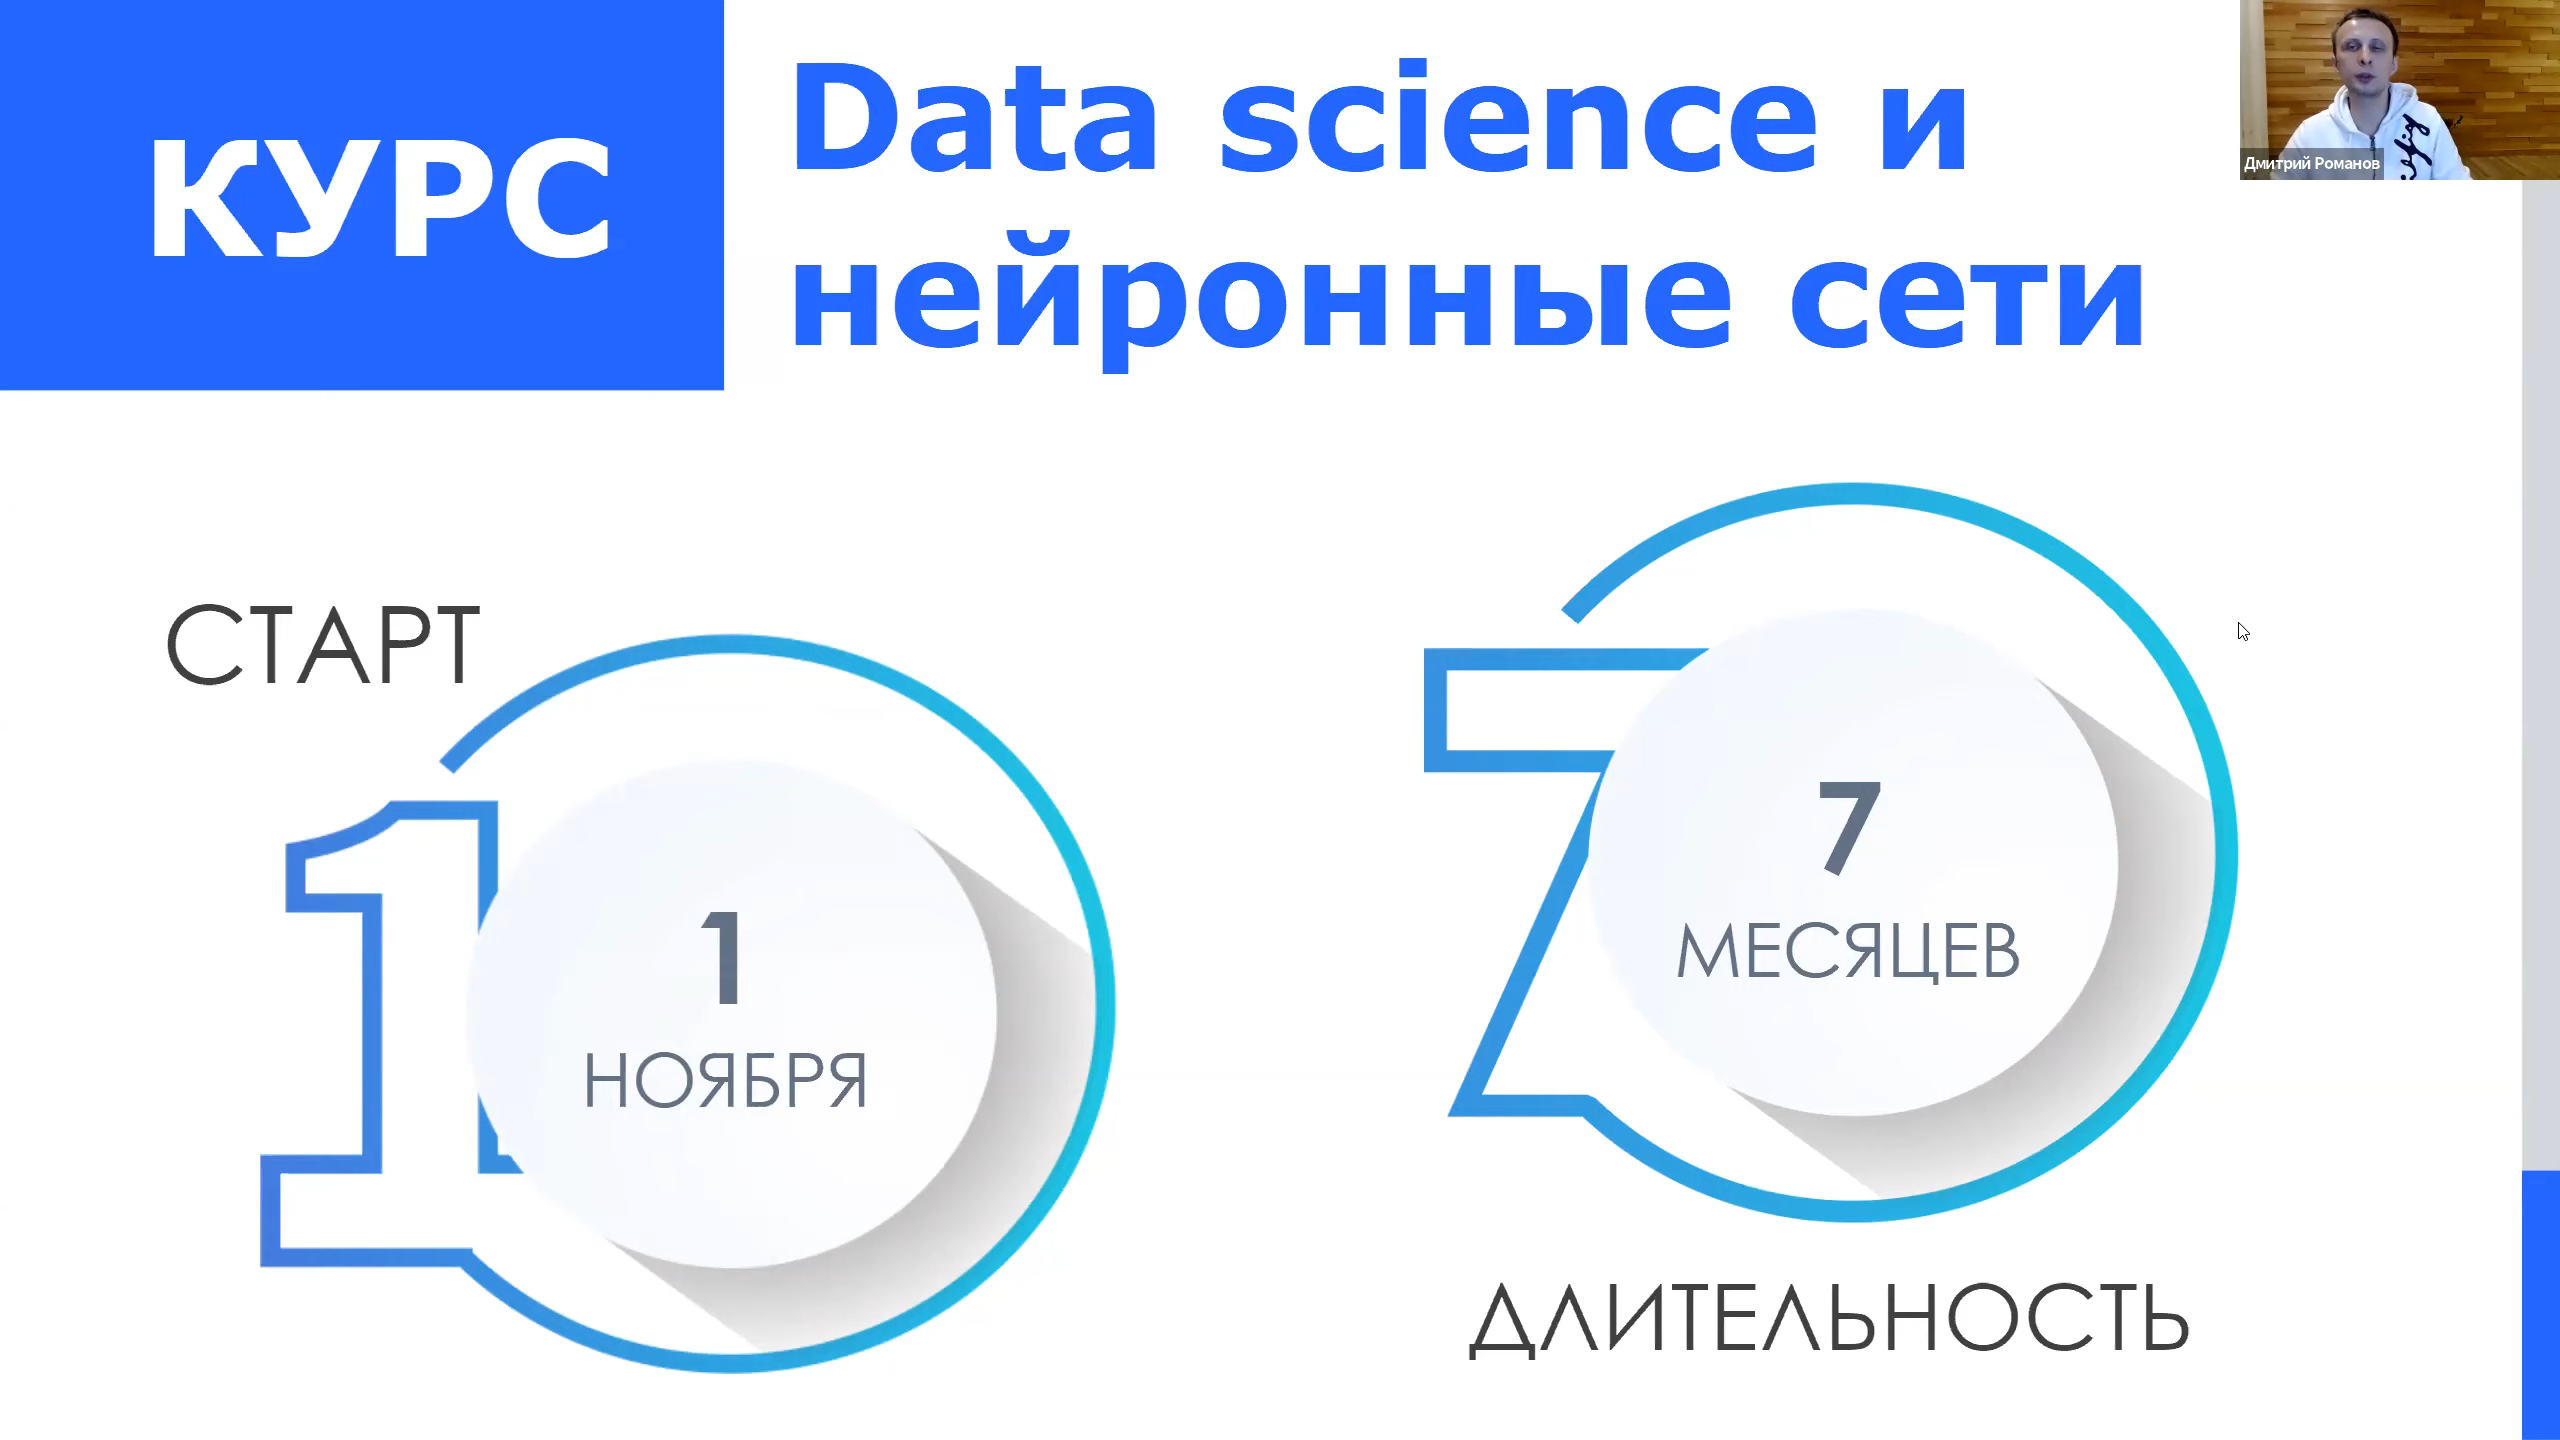 КУРС
Data science и
нейронные сети
Дмитрий Романов
СТАРТ
1
НОЯБРЯ
7
МЕСЯЦЕВ
ДЛИТЕЛЬНОСТЬ